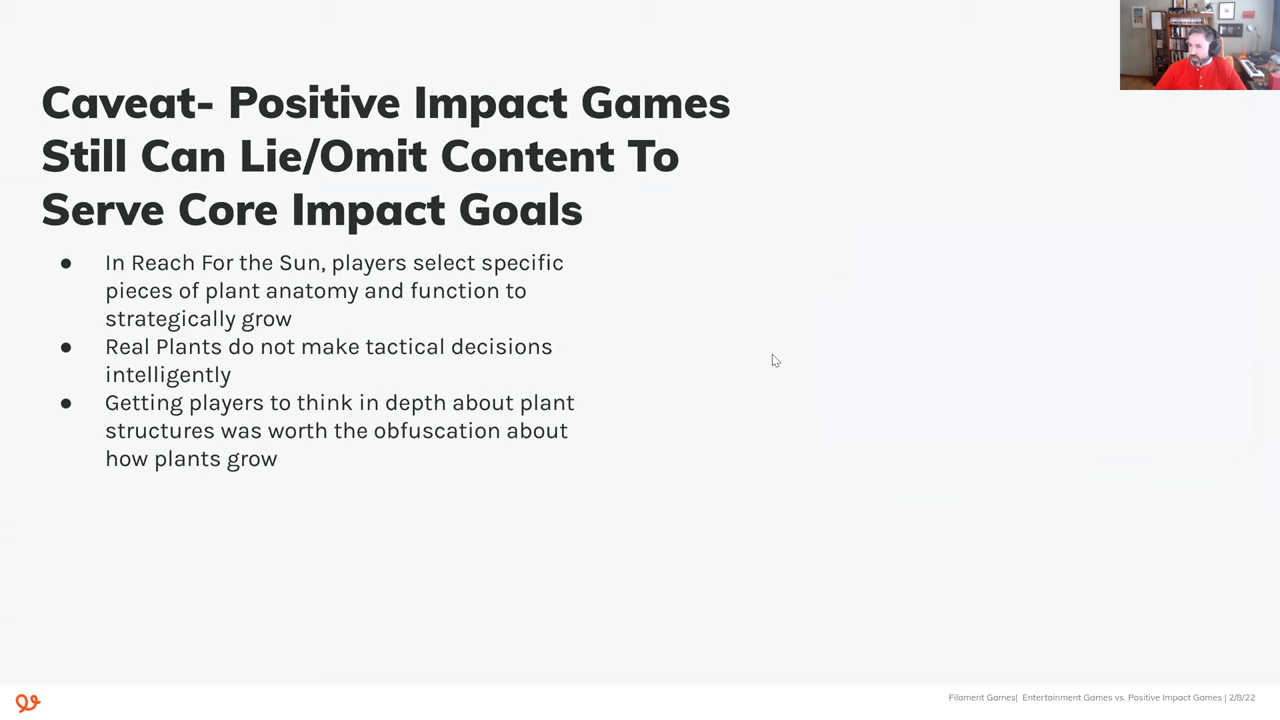 Caveat- Positive Impact Games
Still Can Lie/Omit Content To
Serve Core Impact Goals
● In Reach For the Sun, players select specific
pieces of plant anatomy and function to
strategically grow
● Real Plants do not make tactical decisions
intelligently
● Getting players to think in depth about plant
structures was worth the obfuscation about
how plants grow
Filament Games| Entertainment Games vs. Positive Impact Games | 2/8/22